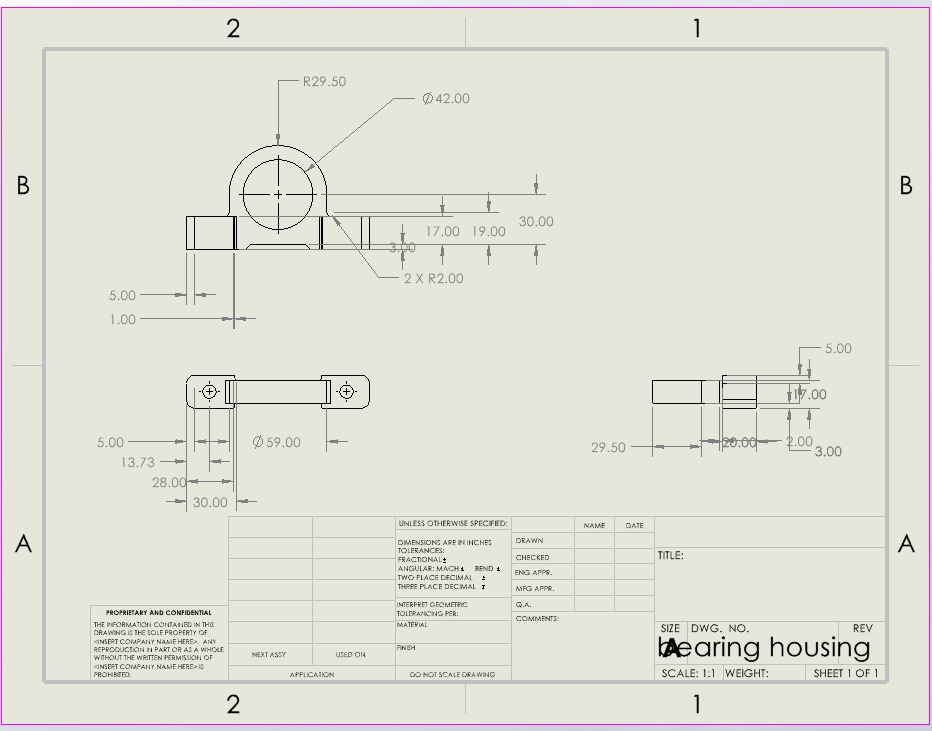 2 1
R29.50
Ø42.00
B B
30.00
17.00 19.00
3.00
2 X R2.00
5.00
1.00
5.00
17.00
5.00 Ø59.00
29.50 20.00 2.00
3.00
13.73
28.00
30.00
A A
UNLESS OTHERWISE SPECIFIED:
DIMENSIONS ARE IN INCHES
TOLERANCES:
FRACTIONAL±
ANGULAR: MACH± BEND ±
TWO PLACE DECIMAL ±
THREE PLACE DECIMAL ±
INTERPRET GEOMETRIC
TOLERANCING PER:
MATERIAL
FINISH
DO NOT SCALE DRAWING
NAME DATE
DRAWN
CHECKED
ENG APPR.
MFG APPR.
Q.A.
COMMENTS:
TITLE:
SIZE DWG. NO. REV
A
bearing housing
SCALE: 1:1 WEIGHT: SHEET 1 OF 1
PROPRIETARY AND CONFIDENTIAL
THE INFORMATION CONTAINED IN THIS
DRAWING IS THE SOLE PROPERTY OF
<INSERT COMPANY NAME HERE>. ANY
REPRODUCTION IN PART OR AS A WHOLE
WITHOUT THE WRITTEN PERMISSION OF
<INSERT COMPANY NAME HERE> IS
PROHIBITED.
NEXT ASSY USED ON
APPLICATION
2 1